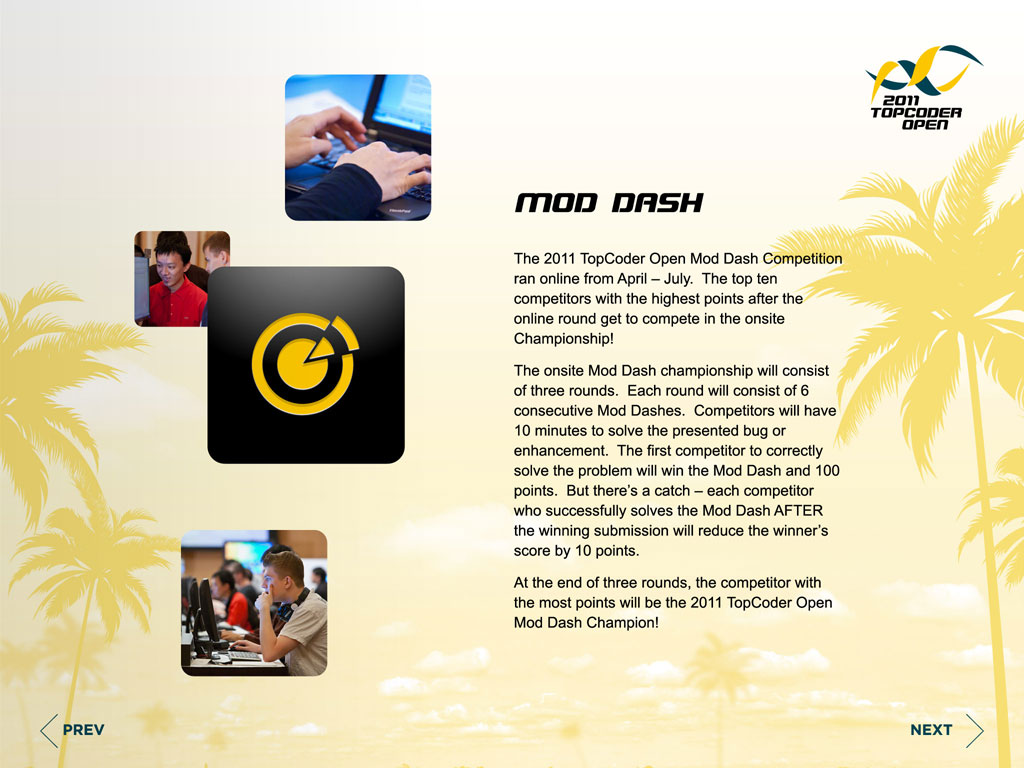 2011
TOPCODER
OPEN
MOD DASH
The 2011 TopCoder Open Mod Dash Competition
ran online from April – July.  The top ten
competitors with the highest points after the
online round get to compete in the onsite
Championship!
The onsite Mod Dash championship will consist
of three rounds.  Each round will consist of 6
consecutive Mod Dashes.  Competitors will have
10 minutes to solve the presented bug or
enhancement.  The first competitor to correctly
solve the problem will win the Mod Dash and 100
points.  But there's a catch – each competitor
who successfully solves the Mod Dash AFTER
the winning submission will reduce the winner's
score by 10 points.
At the end of three rounds, the competitor with
the most points will be the 2011 TopCoder Open
Mod Dash Champion!
PREV
NEXT